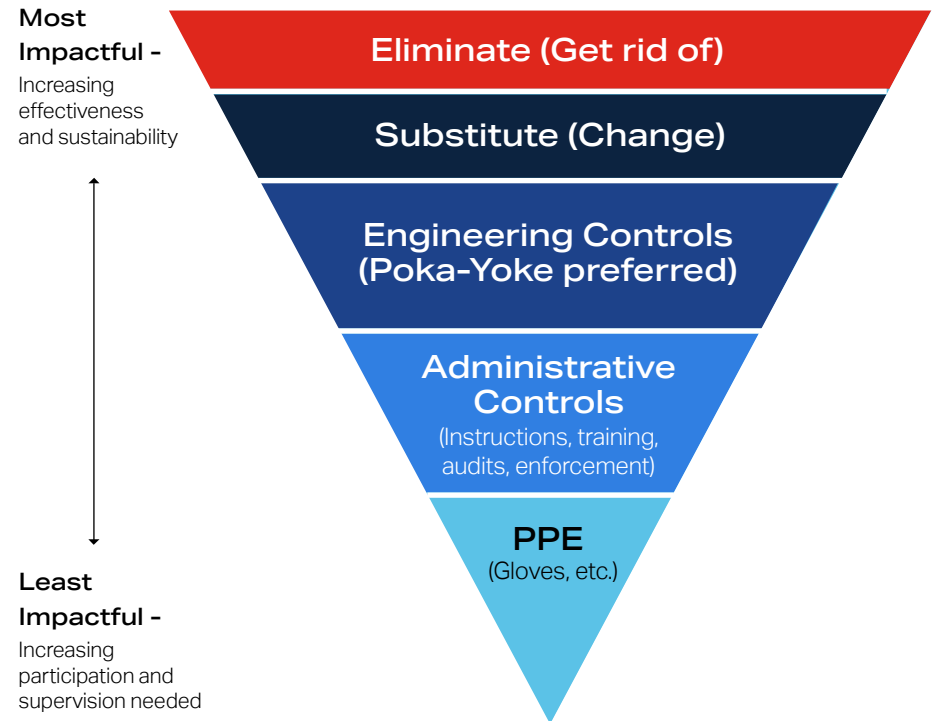 Most
Impactful -
Increasing
effectiveness
and sustainability
Eliminate (Get rid of)
Substitute (Change)
Engineering Controls
(Poka-Yoke preferred)
Administrative
Controls
(Instructions, training,
audits, enforcement)
PPE
(Gloves, etc.)
Least
Impactful -
Increasing
participation and
supervision needed